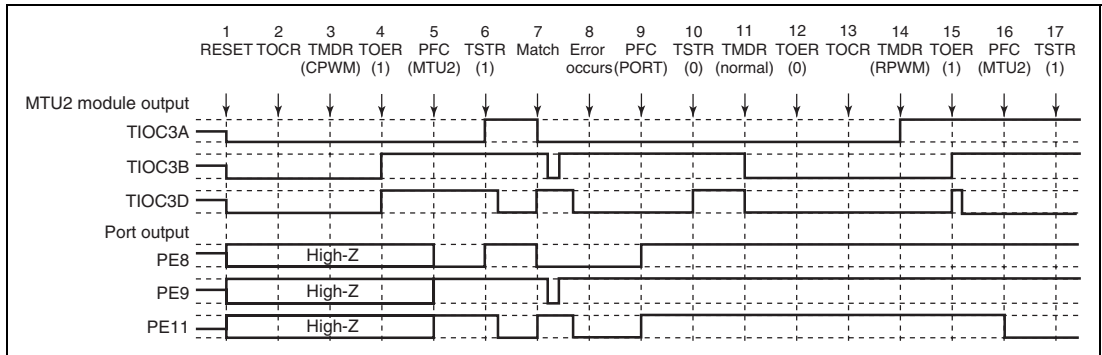 1 2 3 4 5 6 7 8 9 10 11 12 13 14 15 16 17
RESET TOCR TMDR TOER PFC TSTR Match Error PFC TSTR TMDR TOER TOCR TMDR TOER PFC TSTR
(CPWM) (1) (MTU2) (1) occurs (PORT) (0) (normal) (0) (RPWM) (1) (MTU2) (1)
MTU2 module output
TIOC3A
TIOC3B
TIOC3D
Port output
PE8 High-Z
PE9 High-Z
PE11 High-Z